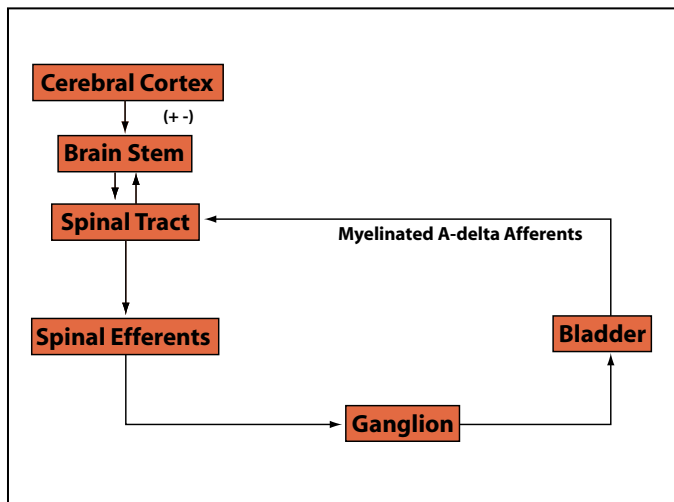 Cerebral Cortex
(+ -)
Brain Stem
Spinal Tract
Myelinated A-delta Afferents
Spinal Efferents
Bladder
Ganglion